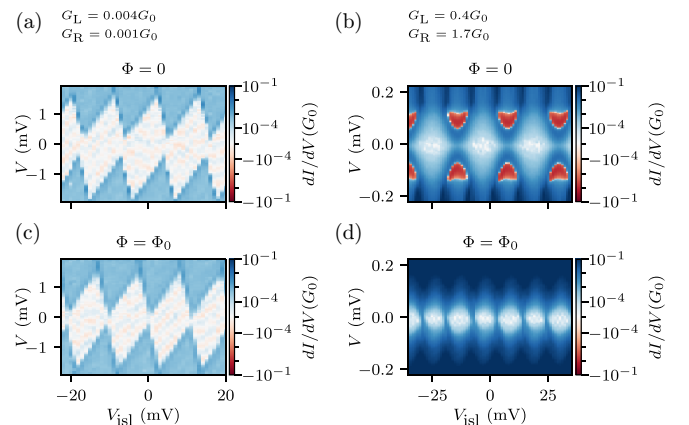 (a)
G_L = 0.004G_0
G_R = 0.001G_0
Φ = 0
V (mV)
1
0
−1
10^−1
10^−4
−10^−4
−10^−1
dI/dV (G_0)
(b)
G_L = 0.4G_0
G_R = 1.7G_0
Φ = 0
V (mV)
0.2
0.0
−0.2
10^−1
10^−4
−10^−4
−10^−1
dI/dV (G_0)
(c)
Φ = Φ_0
V (mV)
1
0
−1
−20
0
20
V_isl (mV)
10^−1
10^−4
−10^−4
−10^−1
dI/dV (G_0)
(d)
Φ = Φ_0
V (mV)
0.2
0.0
−0.2
−25
0
25
V_isl (mV)
10^−1
10^−4
−10^−4
−10^−1
dI/dV (G_0)